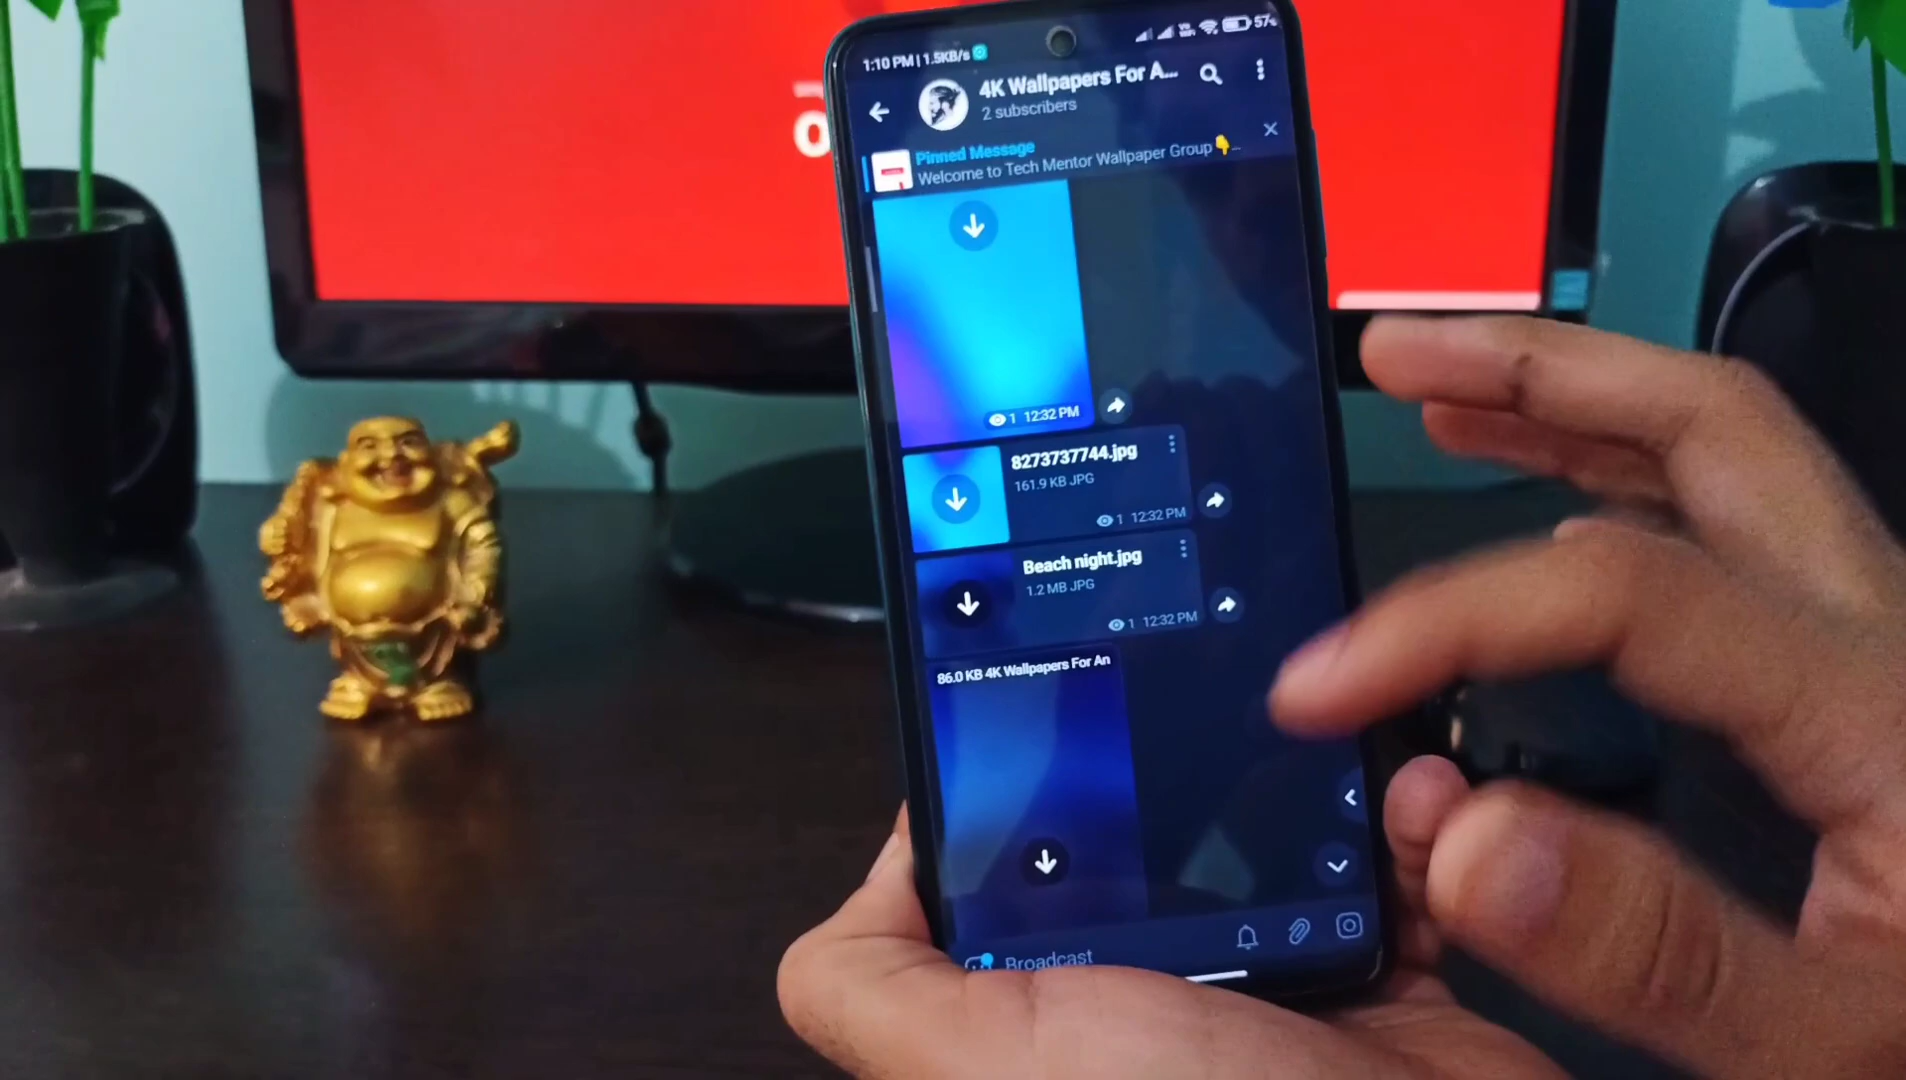 1:10 PM | 1.5KB/s
57%
4K Wallpapers For A...
2 subscribers
Pinned Message
Welcome to Tech Mentor Wallpaper Group👇...
1 12:32 PM
8273737744.jpg
161.9 KB JPG
1 12:32 PM
Beach night.jpg
1.2 MB JPG
1 12:32 PM
86.0 KB 4K Wallpapers For An
Broadcast